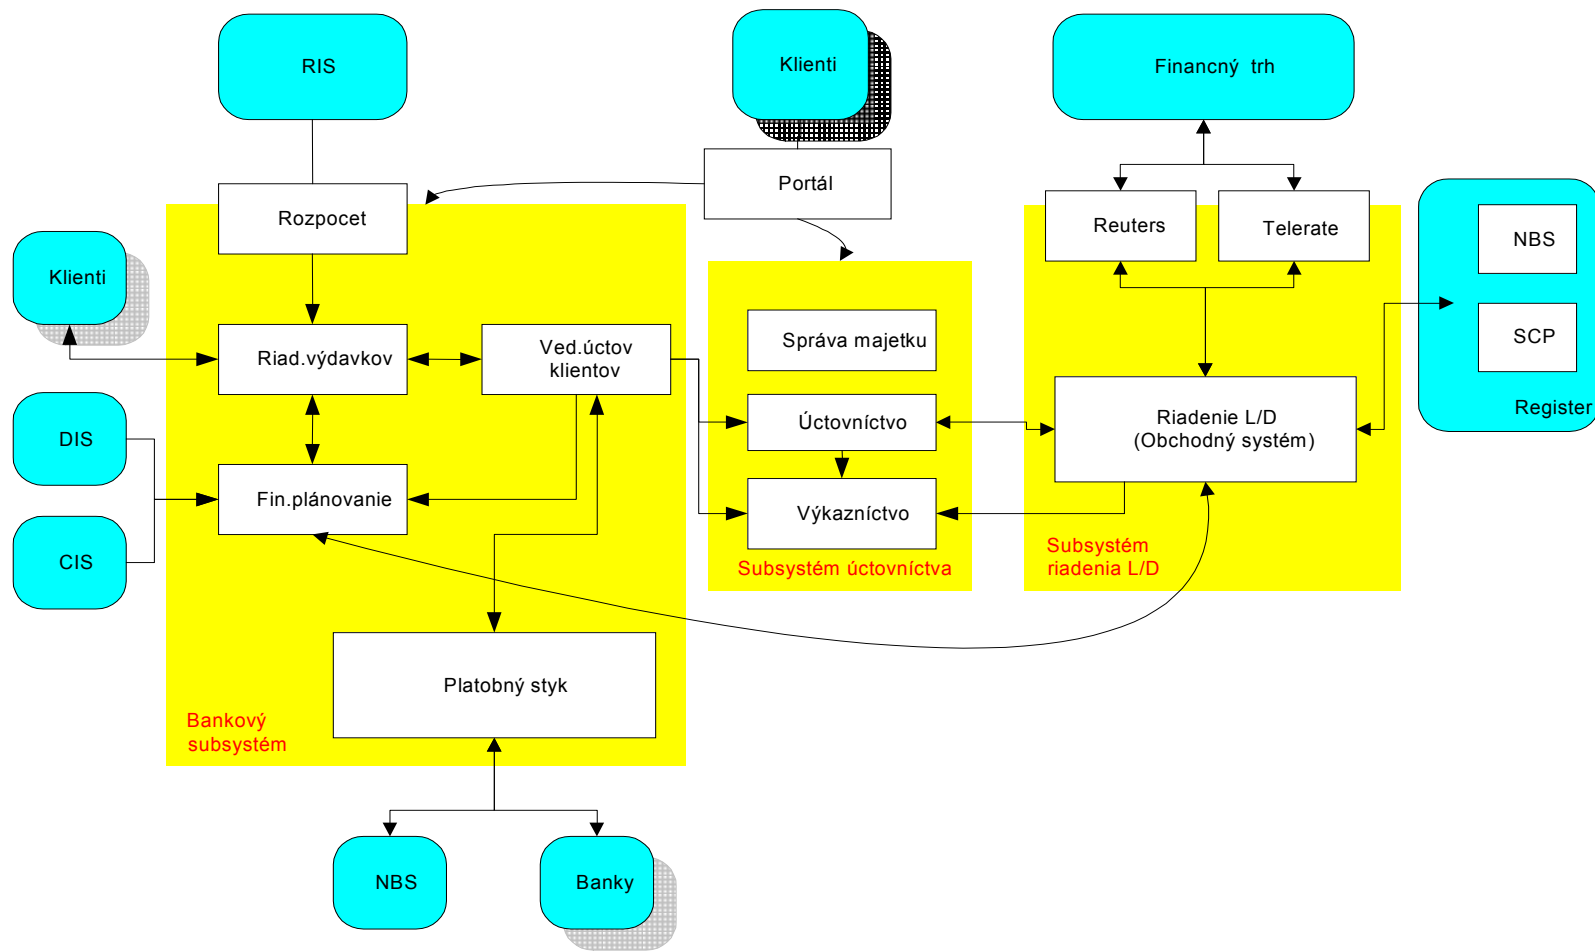 RIS
Klienti
Financný  trh
Portál
Rozpocet
Reuters
Telerate
NBS
Klienti
SCP
Riad.výdavkov
Ved.úctov
klientov
Správa majetku
Register
DIS
Úctovníctvo
Riadenie L/D
(Obchodný systém)
Fin.plánovanie
Výkazníctvo
CIS
Subsystém úctovníctva
Subsystém
riadenia L/D
Platobný styk
Bankový
subsystém
NBS
Banky